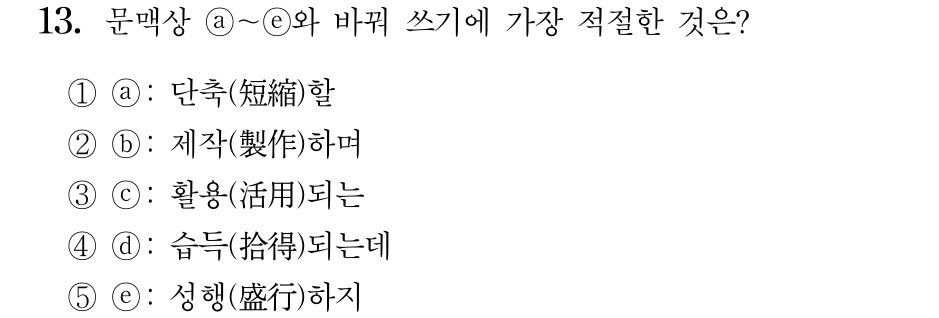 13. 문맥상 ⓐ～ⓔ와 바꿔 쓰기에 가장 적절한 것은?
① ⓐ: 단축(短縮)할
② ⓑ: 제작(製作)하며
③ ⓒ: 활용(活用)되는
④ ⓓ: 습득(拾得)되는데
⑤ ⓔ: 성행(盛行)하지